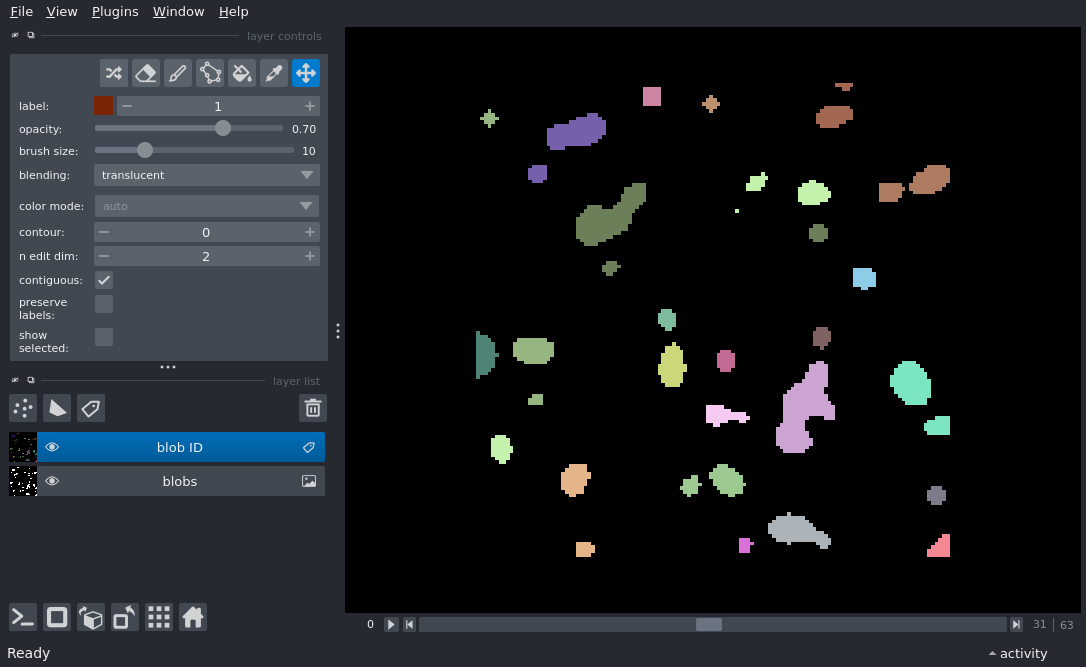 File View Plugins Window Help
layer controls
label: 1
opacity: 0.70
brush size: 10
blending: translucent
color mode: auto
contour: 0
n edit dim: 2
contiguous:
preserve
labels:
show
selected:
layer list
blob ID
blobs
0 31 | 63
Ready activity